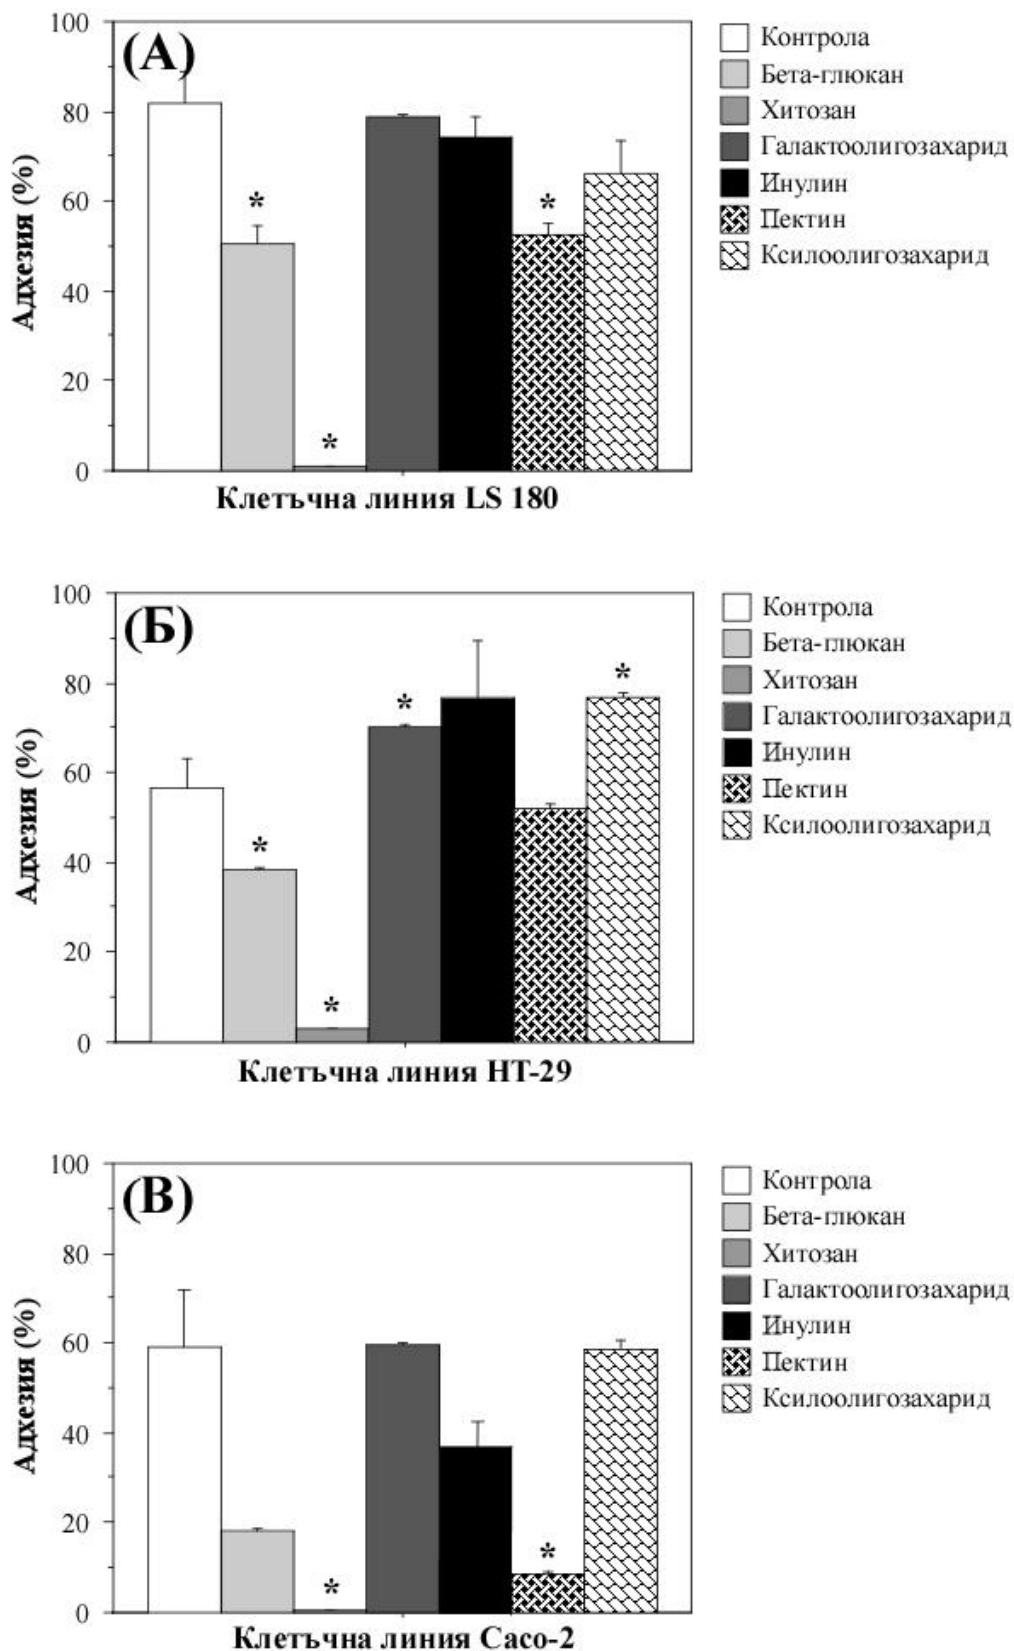 (А)
Адхезия (%)
100
80
60
40
20
0
*
*
*
Клетъчна линия LS 180
Контрола
Бета-глюкан
Хитозан
Галактоолигозахарид
Инулин
Пектин
Ксилоолигозахарид
(Б)
Адхезия (%)
100
80
60
40
20
0
*
*
*
*
Клетъчна линия HT-29
Контрола
Бета-глюкан
Хитозан
Галактоолигозахарид
Инулин
Пектин
Ксилоолигозахарид
(В)
Адхезия (%)
100
80
60
40
20
0
*
*
Клетъчна линия Caco-2
Контрола
Бета-глюкан
Хитозан
Галактоолигозахарид
Инулин
Пектин
Ксилоолигозахарид